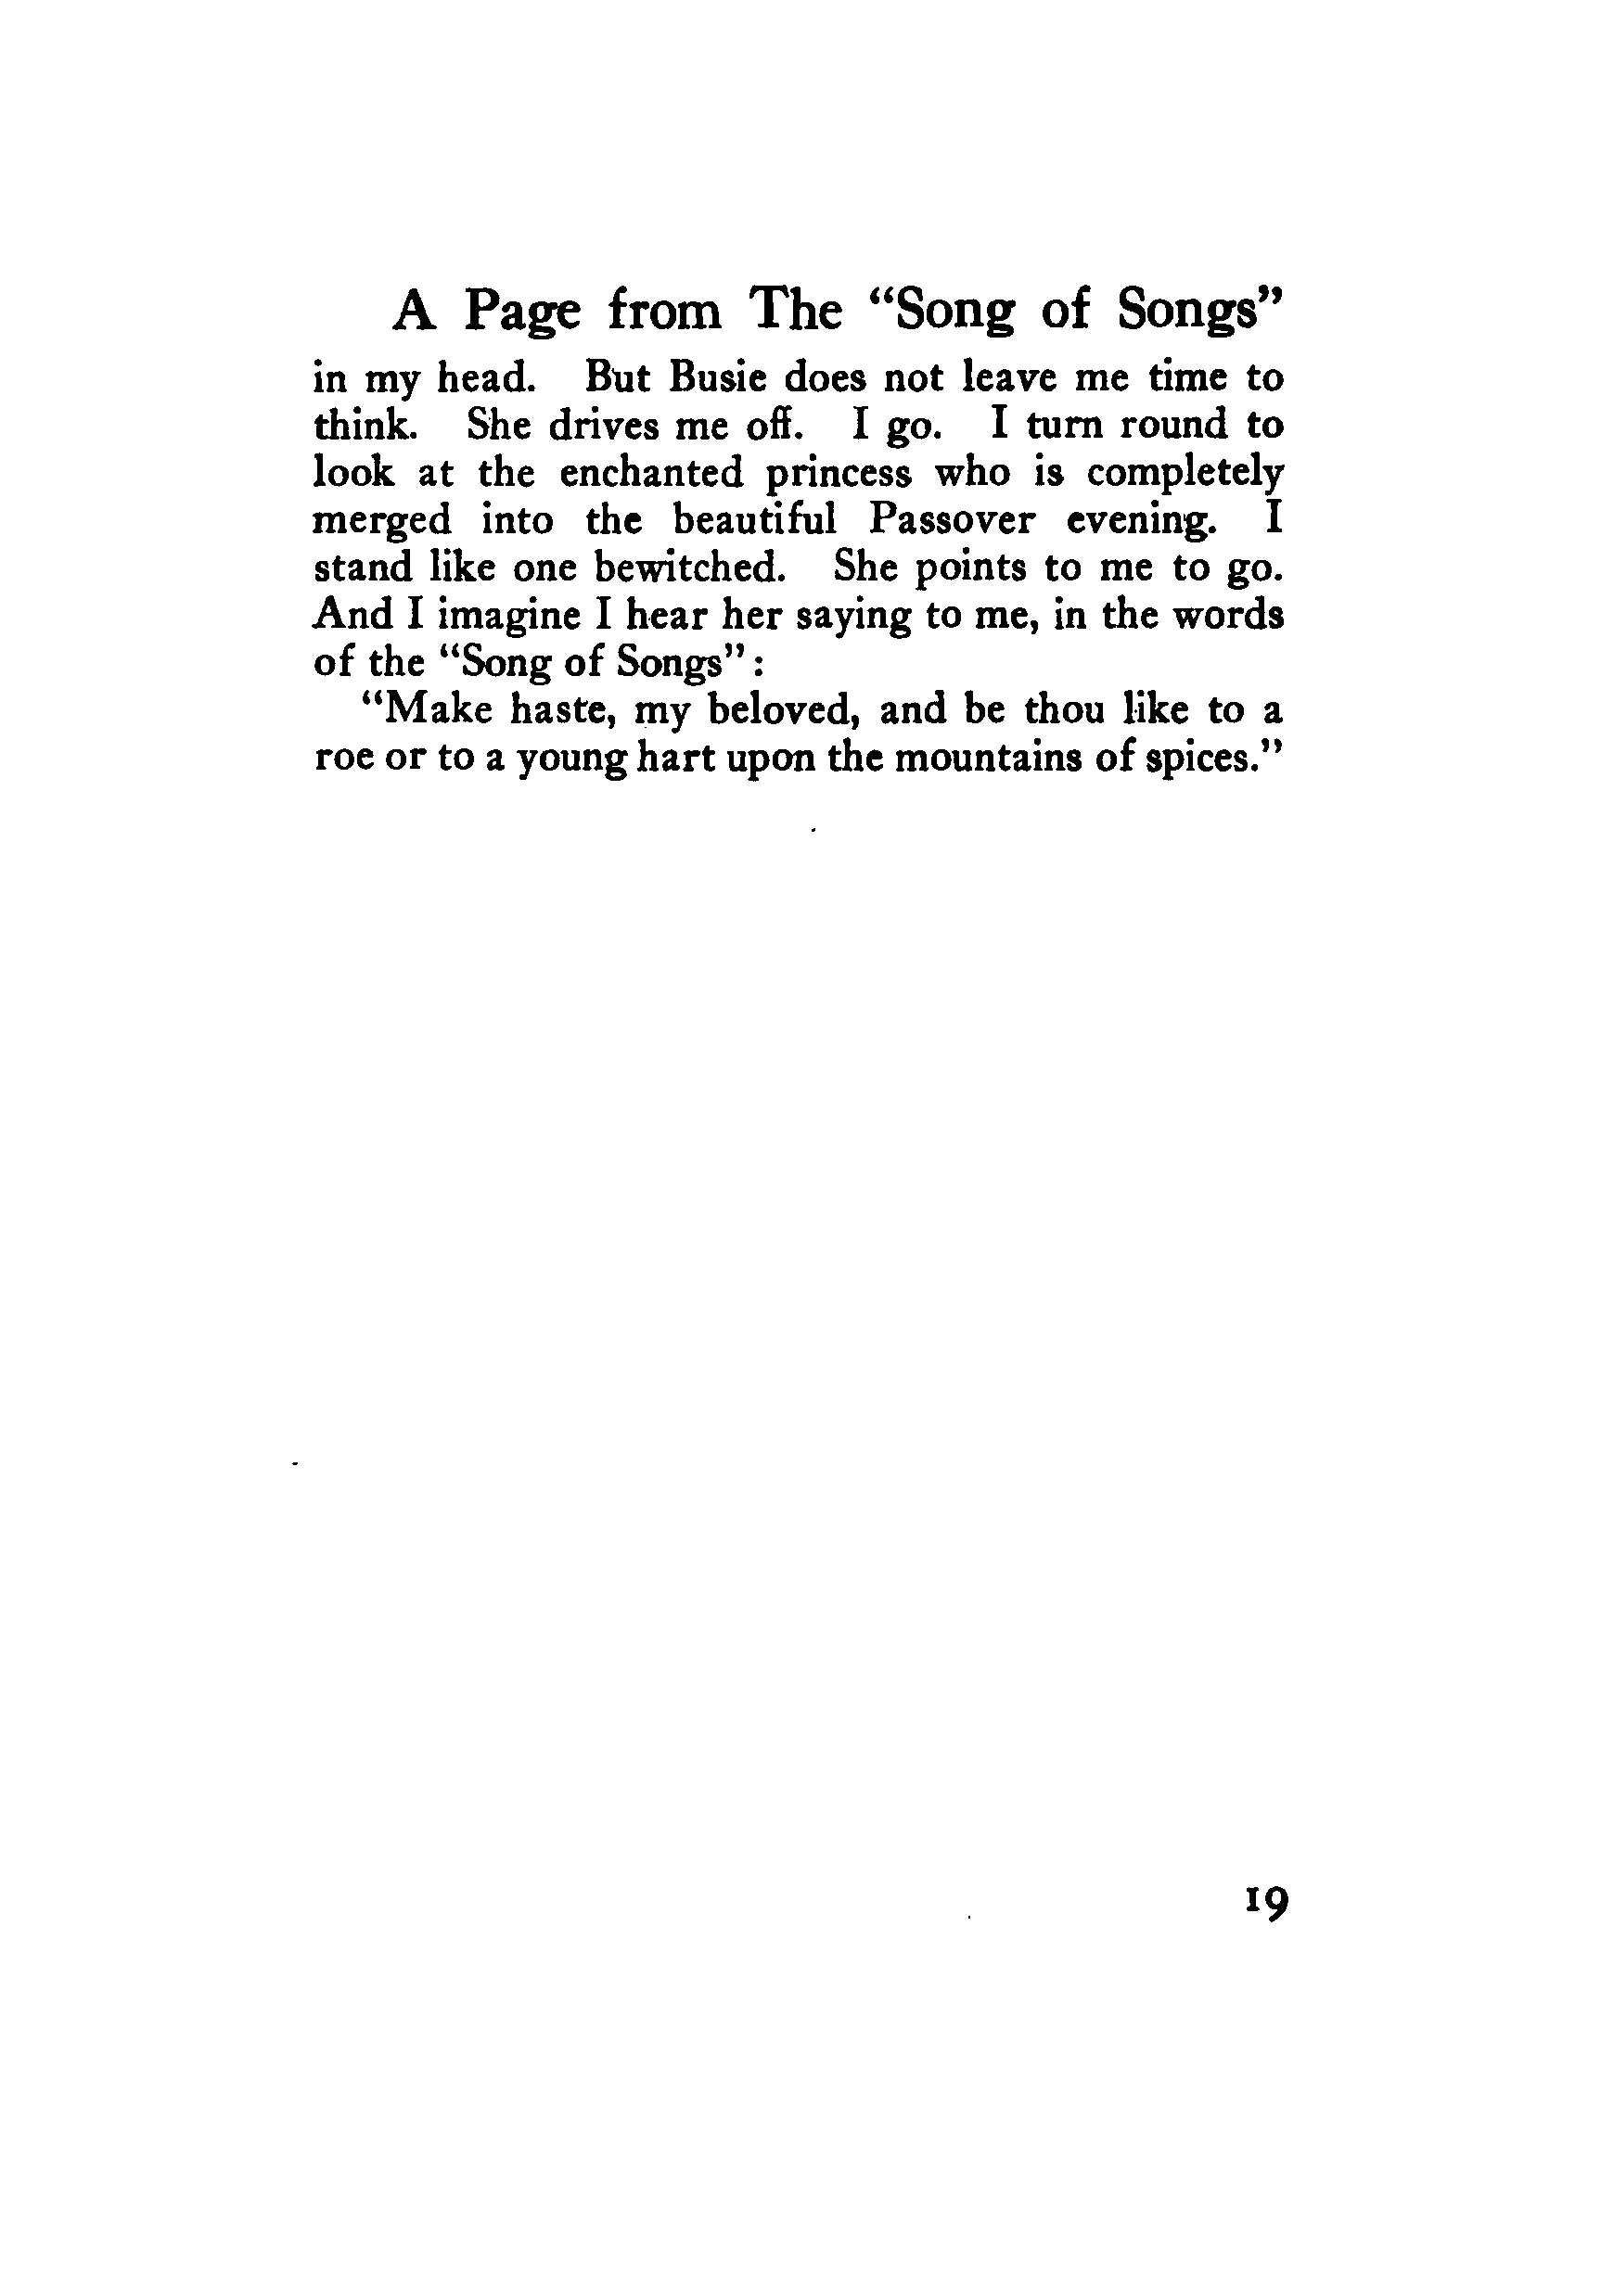 A Page from The "Song of Songs"
in my head. But Busie does not leave me time to
think. She drives me off. I go. I turn round to
look at the enchanted princess who is completely
merged into the beautiful Passover evening. I
stand like one bewitched. She points to me to go.
And I imagine I hear her saying to me, in the words
of the "Song of Songs":
"Make haste, my beloved, and be thou like to a
roe or to a young hart upon the mountains of spices."
19